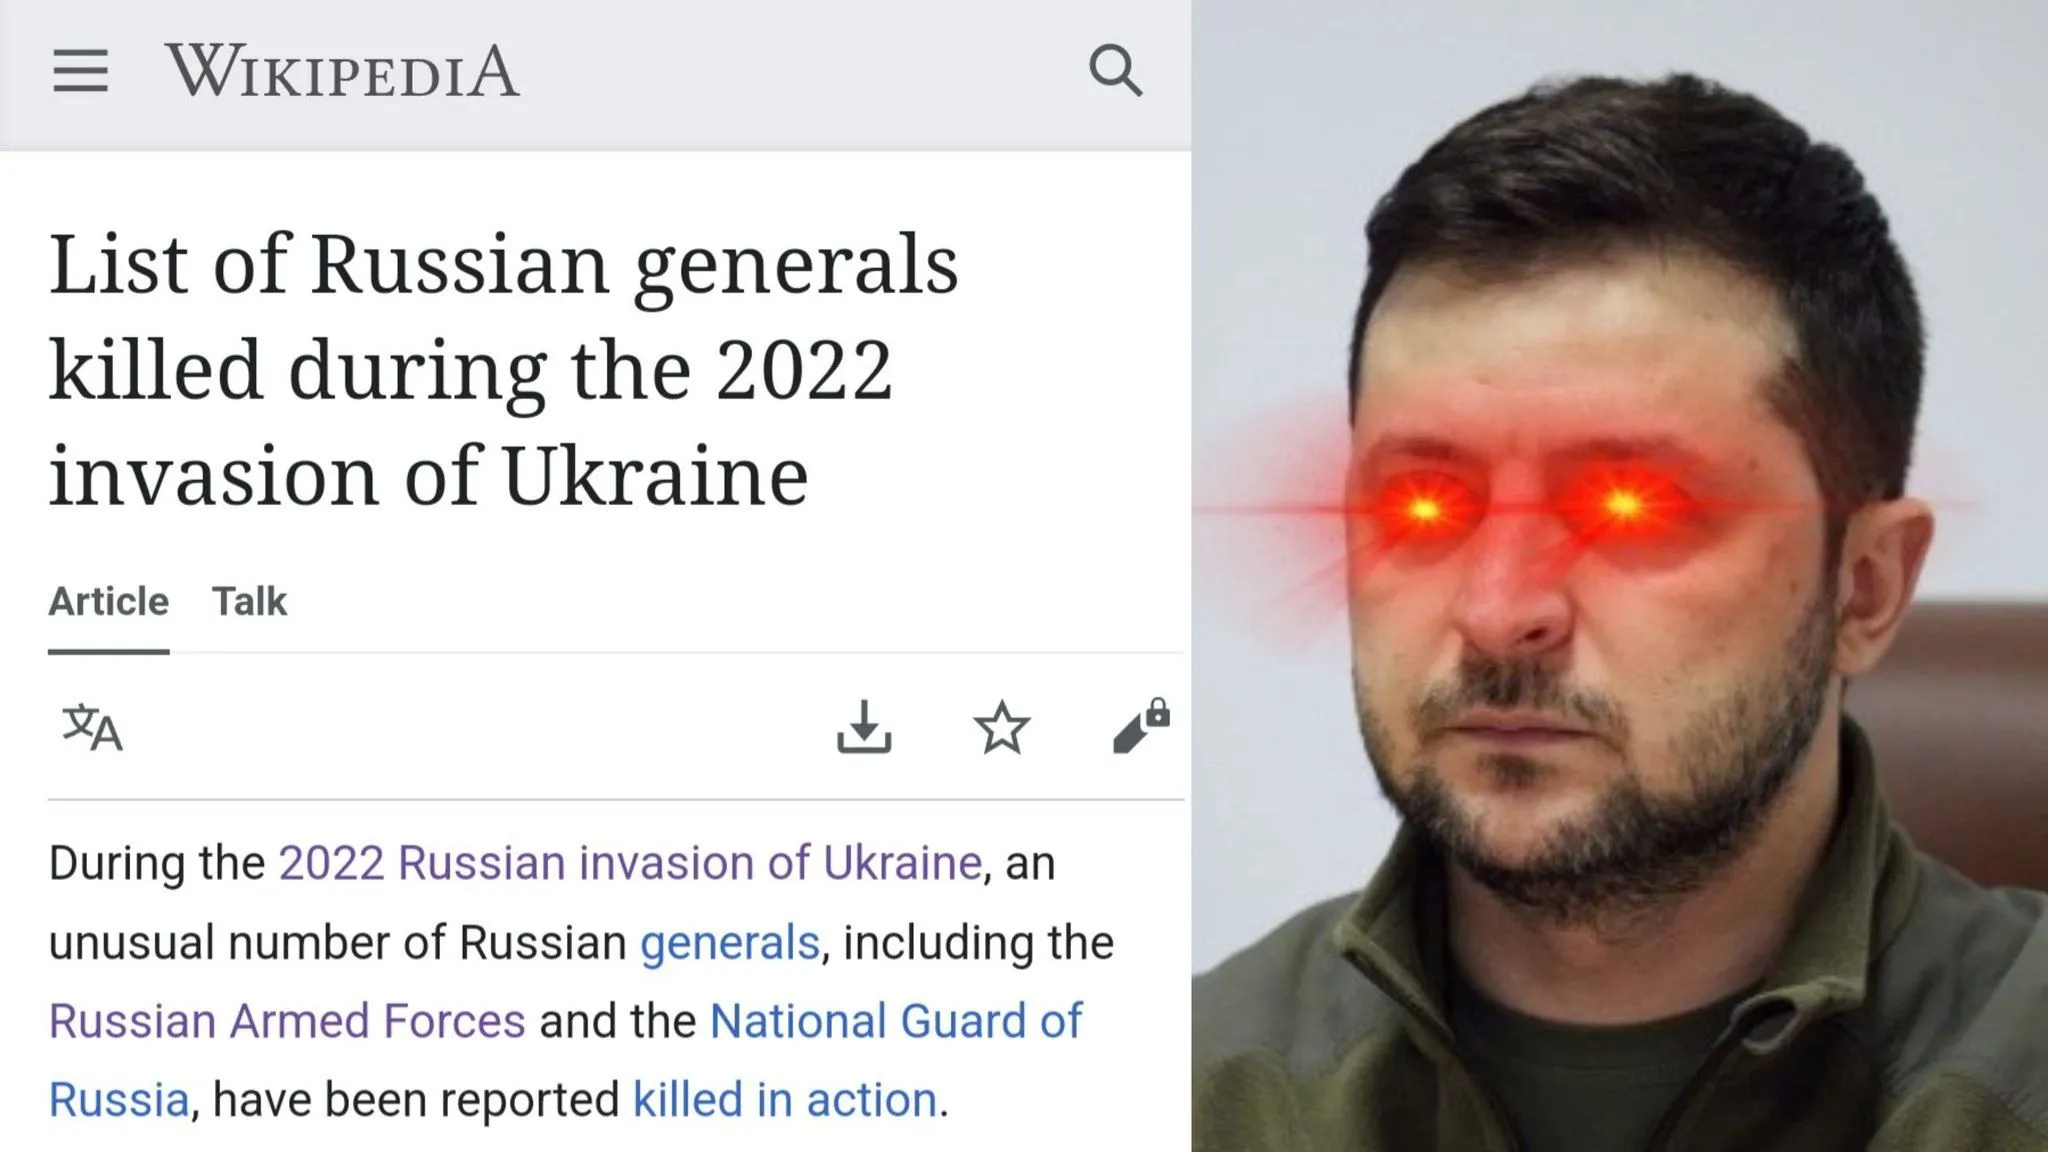 WIKIPEDIA
List of Russian generals
killed during the 2022
invasion of Ukraine
Article Talk
文A
During the 2022 Russian invasion of Ukraine, an
unusual number of Russian generals, including the
Russian Armed Forces and the National Guard of
Russia, have been reported killed in action.